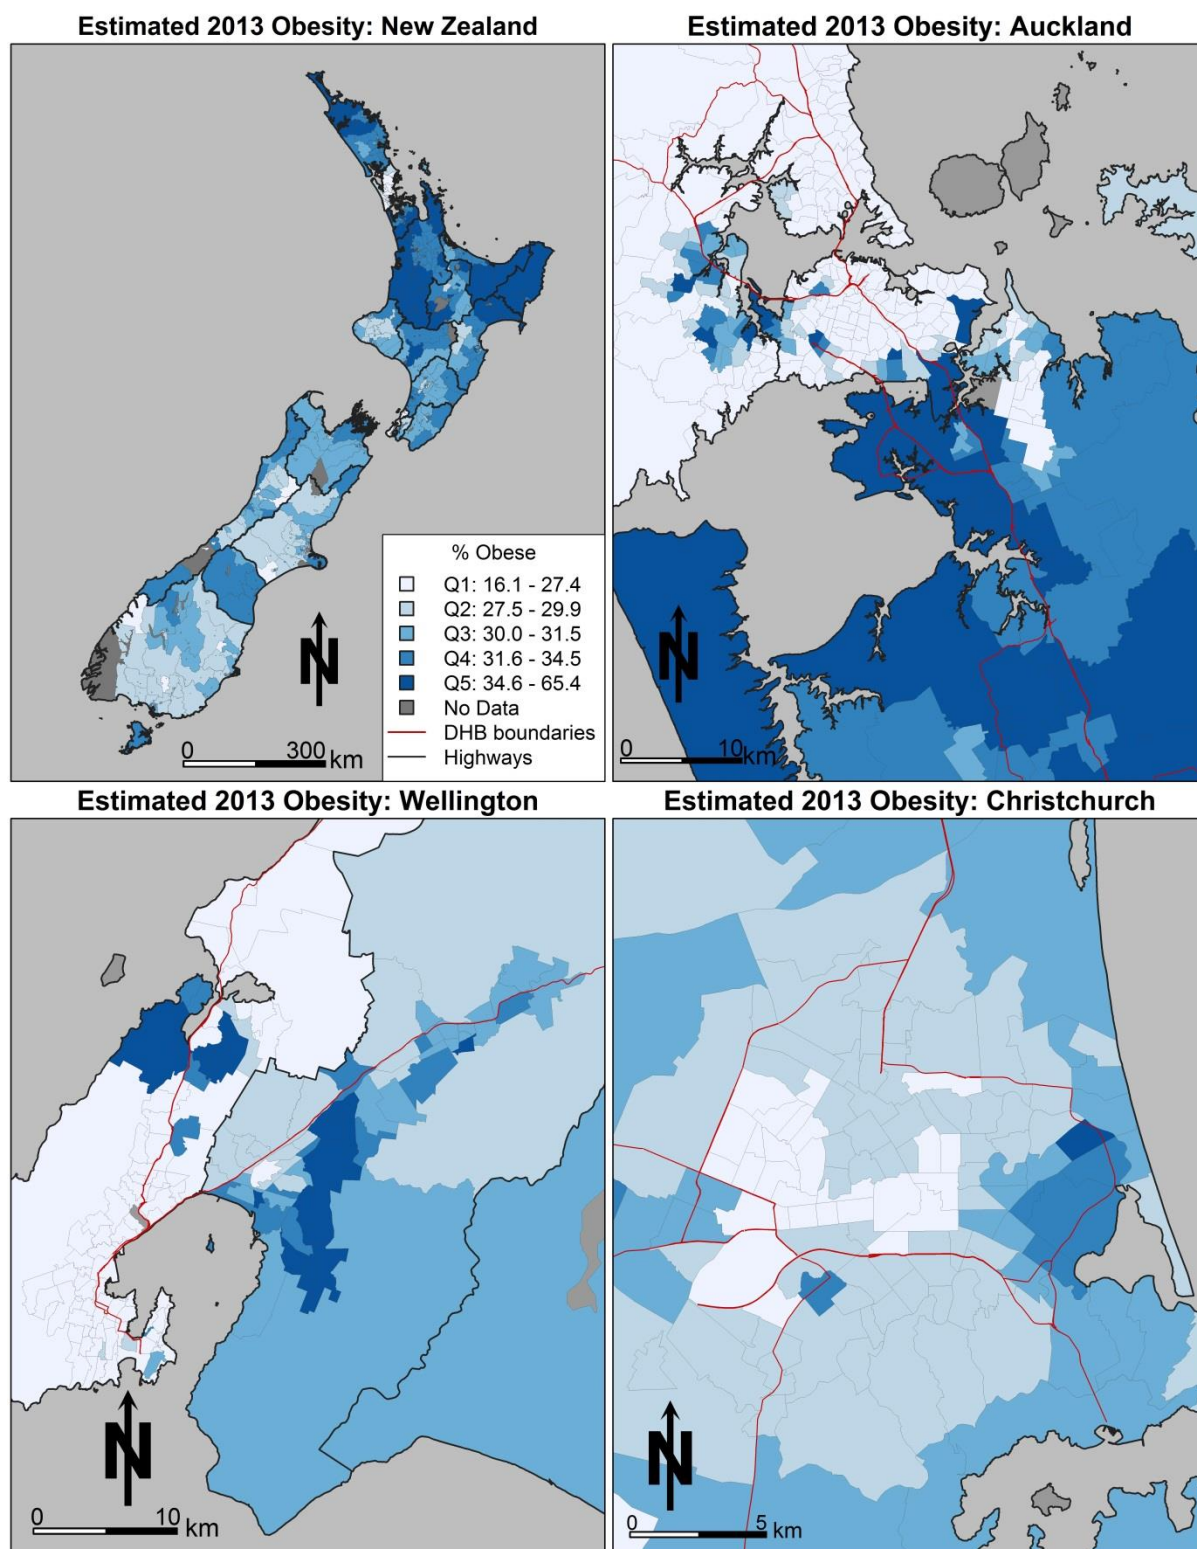 Estimated 2013 Obesity: New Zealand
% Obese
Q1: 16.1 - 27.4
Q2: 27.5 - 29.9
Q3: 30.0 - 31.5
Q4: 31.6 - 34.5
Q5: 34.6 - 65.4
No Data
DHB boundaries
Highways
N
0 300 km
Estimated 2013 Obesity: Auckland
N
0 10 km
Estimated 2013 Obesity: Wellington
N
0 10 km
Estimated 2013 Obesity: Christchurch
N
0 5 km